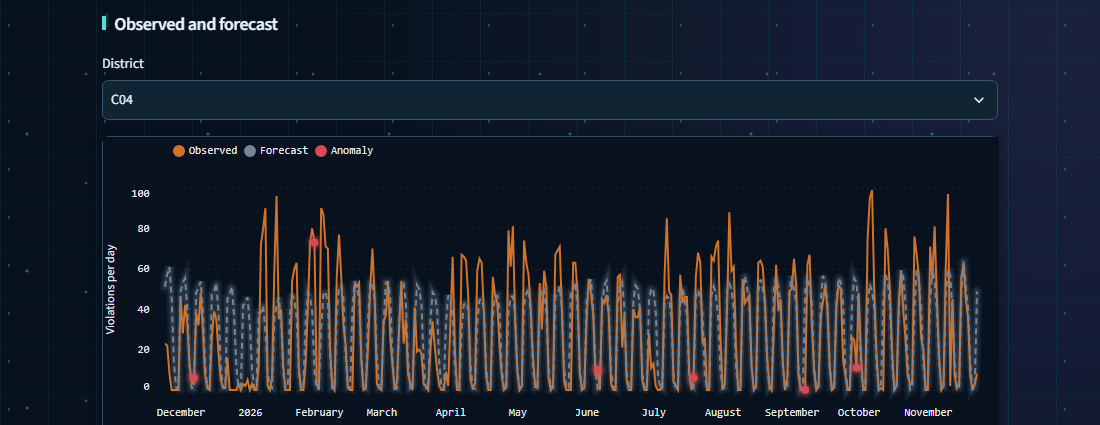 Observed and forecast
District
C04
Observed Forecast Anomaly
100
80
60
40
20
0
Violations per day
December 2026 February March April May June July August September October November